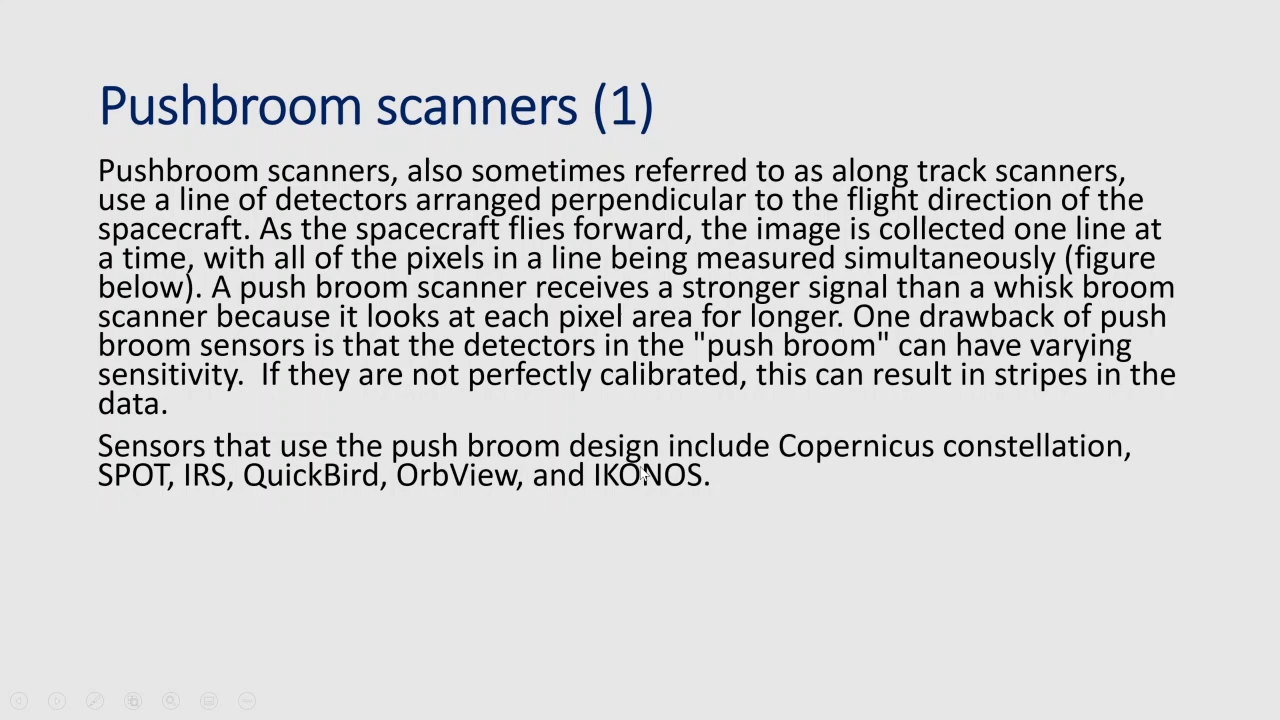 Pushbroom scanners (1)
Pushbroom scanners, also sometimes referred to as along track scanners,
use a line of detectors arranged perpendicular to the flight direction of the
spacecraft. As the spacecraft flies forward, the image is collected one line at
a time, with all of the pixels in a line being measured simultaneously (figure
below). A push broom scanner receives a stronger signal than a whisk broom
scanner because it looks at each pixel area for longer. One drawback of push
broom sensors is that the detectors in the "push broom" can have varying
sensitivity.  If they are not perfectly calibrated, this can result in stripes in the
data.
Sensors that use the push broom design include Copernicus constellation,
SPOT, IRS, QuickBird, OrbView, and IKONOS.